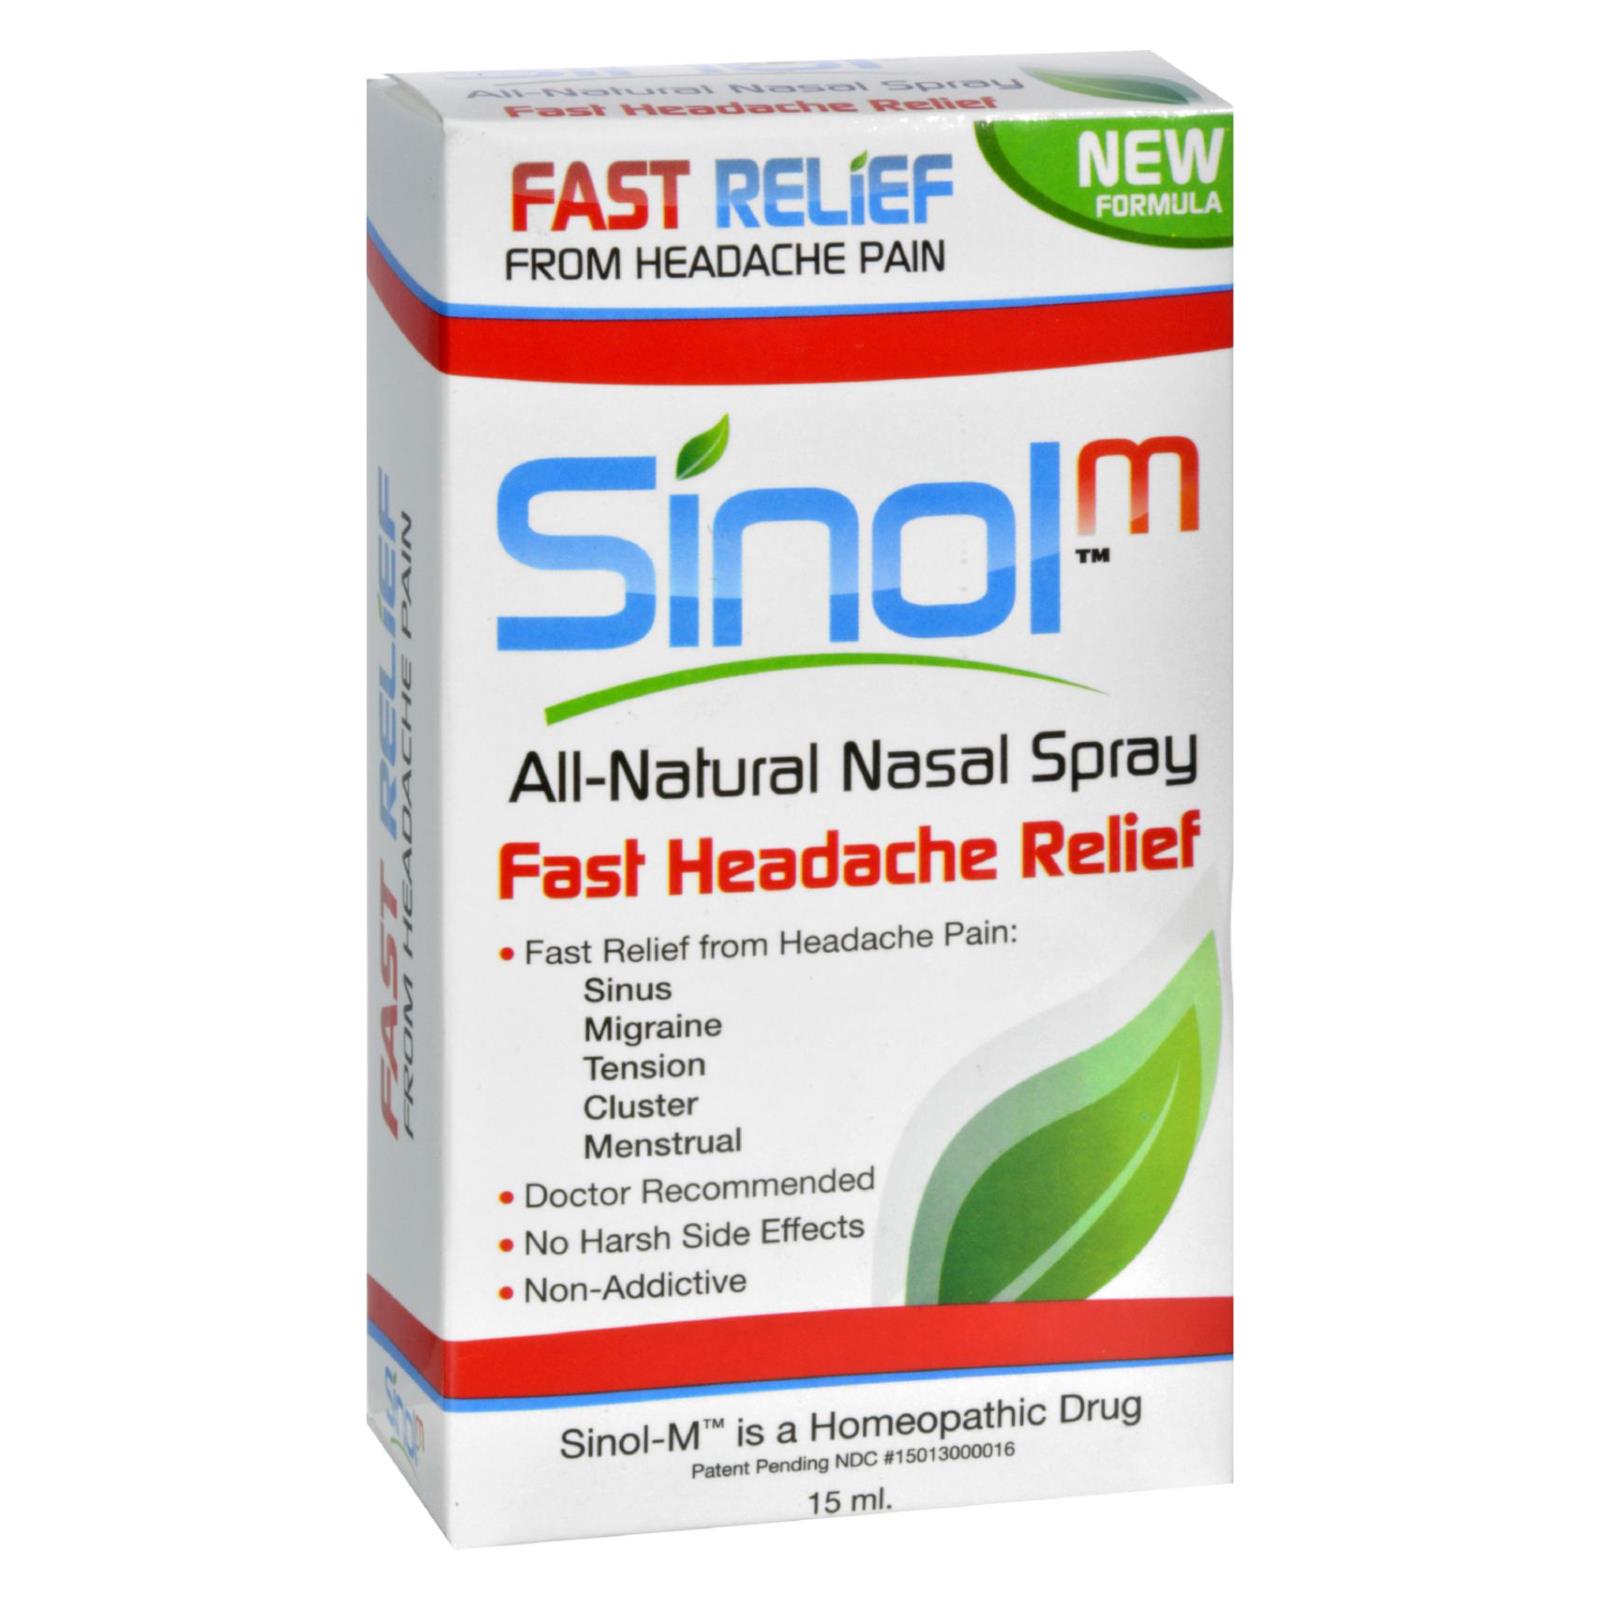 Sinol
All-Natural Nasal Spray
Fast Headache Relief
FAST RELIEF
FROM HEADACHE PAIN
NEW
FORMULA
Sinol M
™
All-Natural Nasal Spray
Fast Headache Relief
• Fast Relief from Headache Pain:
Sinus
Migraine
Tension
Cluster
Menstrual
• Doctor Recommended
• No Harsh Side Effects
• Non-Addictive
Sinol-M™ is a Homeopathic Drug
Patent Pending NDC #15013000016
15 ml.
FAST RELIEF
FROM HEADACHE PAIN
Sinol M